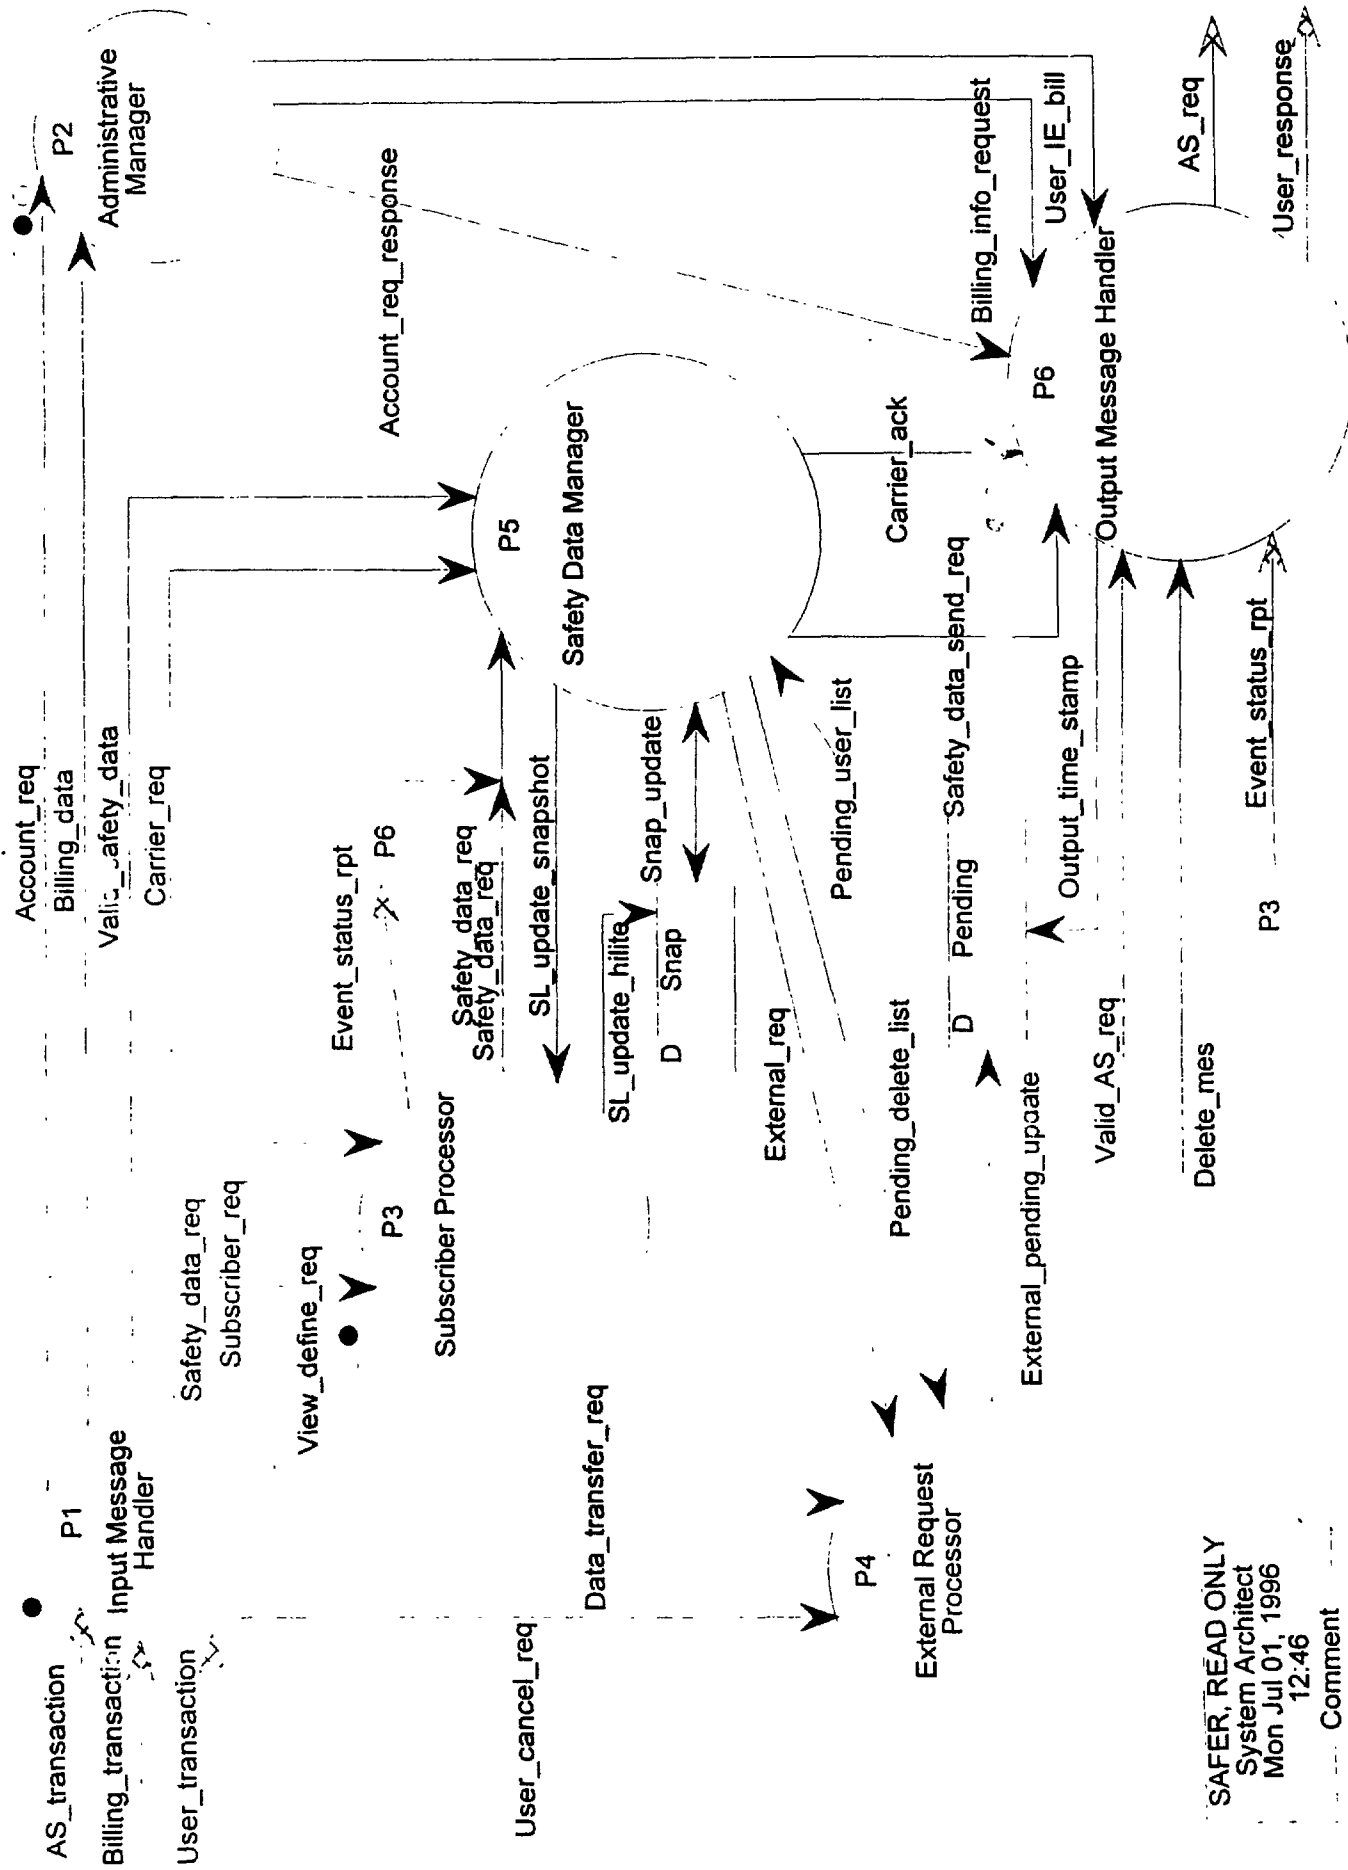 AS_transaction
Billing_transaction
User_transaction
P1
Input Message
Handler
Account_req
Billing_data
Carrier_req
P2
Administrative
Manager
Safety_data_req
Subscriber_req
View_define_req
P3
Subscriber Processor
Event_status_rpt
P6
Safety_data_req
Safety_data_req
SL_update_snapshot
P5
Safety Data Manager
Account_req_response
User_cancel_req
Data_transfer_req
SL_update_hilite
D
Snap
Snap_update
External_req
Pending_user_list
Carrier_ack
Billing_info_request
User_IE_bill
P4
External Request
Processor
Pending_delete_list
D
Pending
Safety_data_send_req
External_pending_update
Output_time_stamp
P6
Output Message Handler
AS_req
User_response
Valid_AS_req
Delete_mes
P3
Event_status_rpt
SAFER, READ ONLY
System Architect
Mon Jul 01, 1996
12:46
Comment